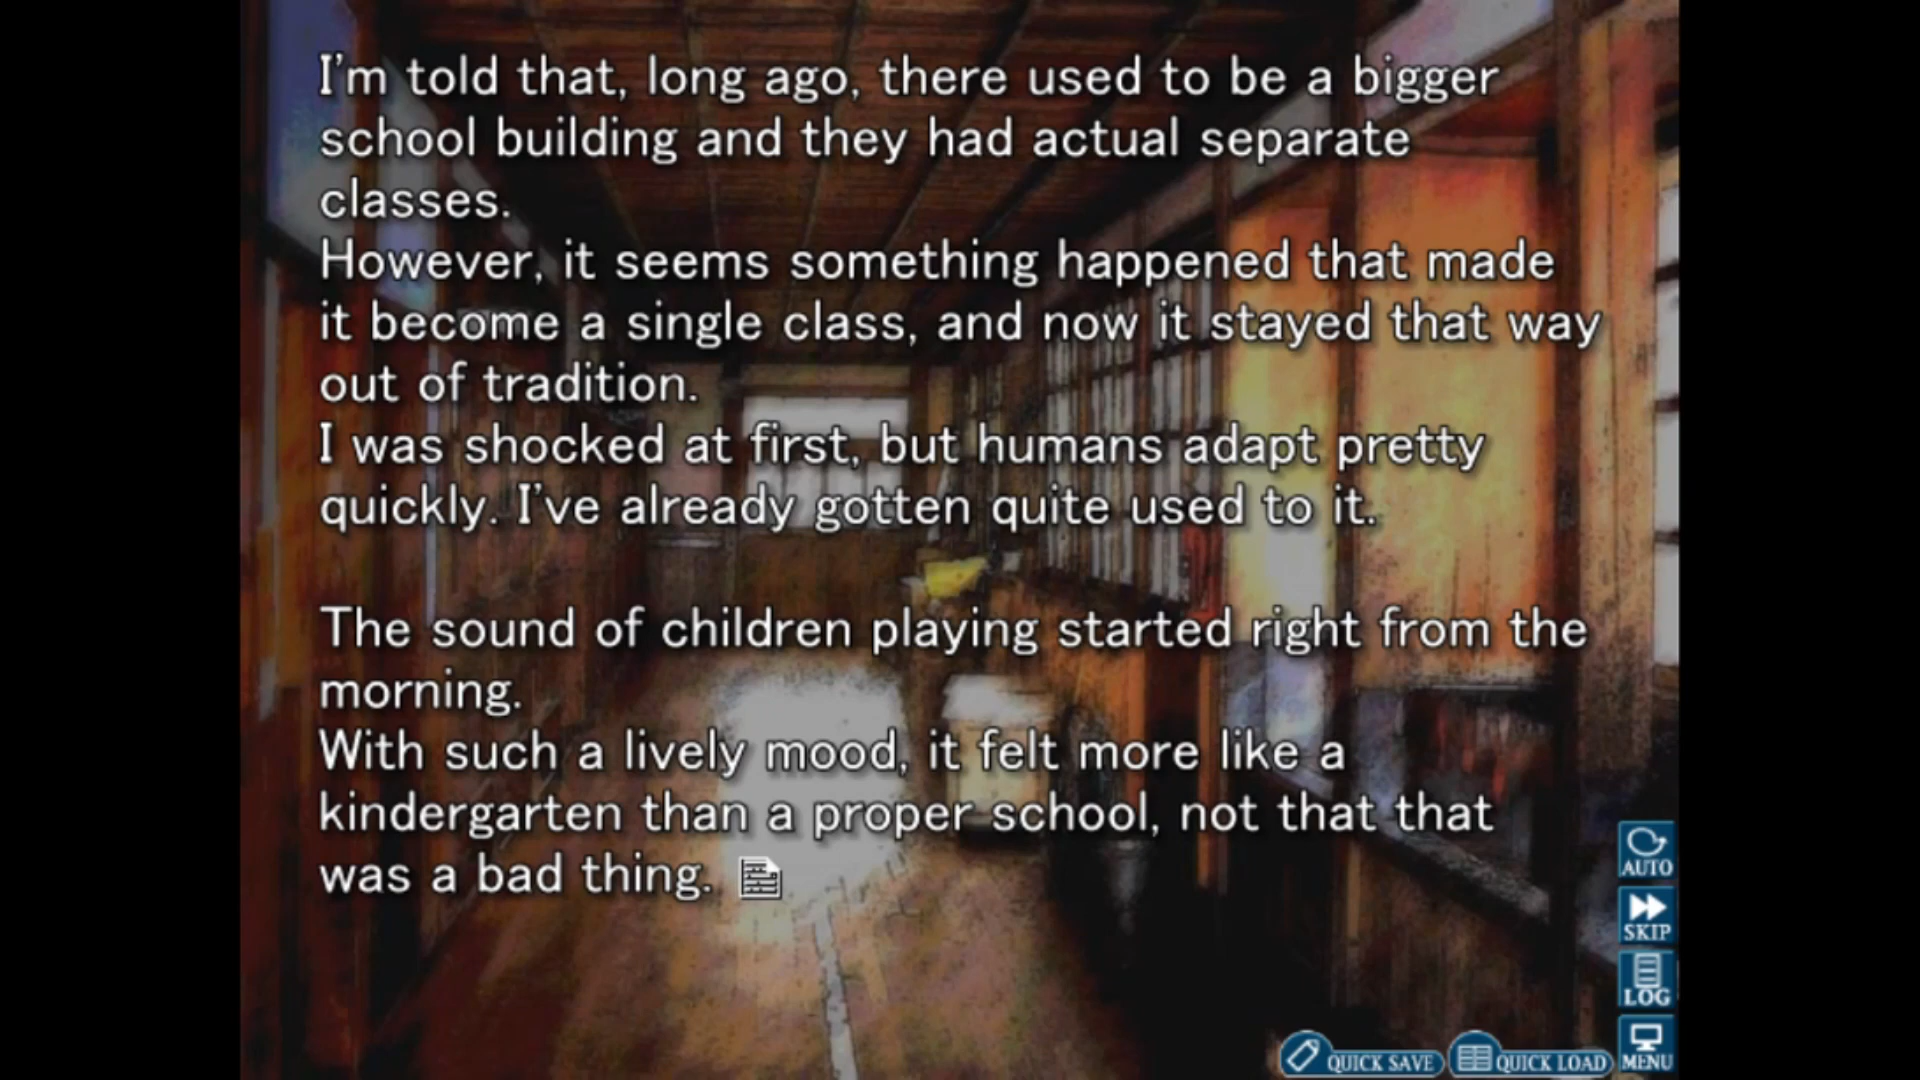 I'm told that, long ago, there used to be a bigger
school building and they had actual separate
classes.
However, it seems something happened that made
it become a single class, and now it stayed that way
out of tradition.
I was shocked at first, but humans adapt pretty
quickly. I've already gotten quite used to it.
The sound of children playing started right from the
morning.
With such a lively mood, it felt more like a
kindergarten than a proper school, not that that
was a bad thing.
AUTO
SKIP
LOG
MENU
QUICK SAVE
QUICK LOAD